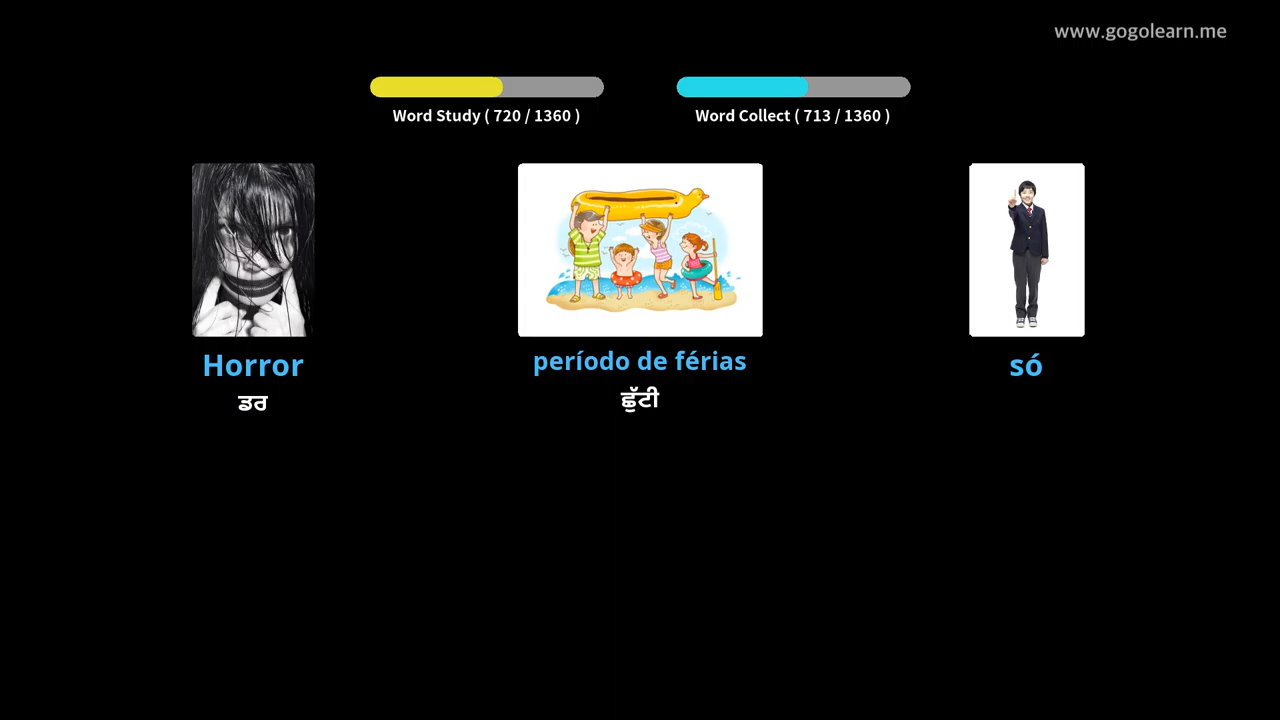 www.gogolearn.me
Word Study ( 720 / 1360 )
Word Collect ( 713 / 1360 )
Horror
ਡਰ
período de férias
ਛੁੱਟੀ
só